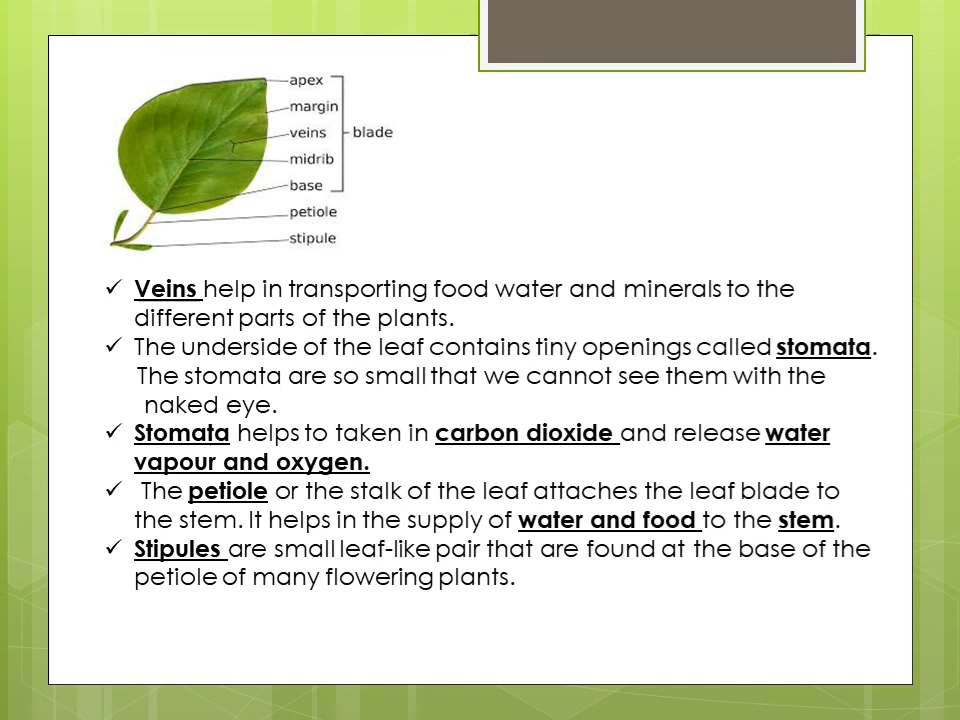 apex
margin
veins
blade
midrib
base
petiole
stipule
✓ Veins help in transporting food water and minerals to the
different parts of the plants.
✓ The underside of the leaf contains tiny openings called stomata.
The stomata are so small that we cannot see them with the
naked eye.
✓ Stomata helps to taken in carbon dioxide and release water
vapour and oxygen.
✓ The petiole or the stalk of the leaf attaches the leaf blade to
the stem. It helps in the supply of water and food to the stem.
✓ Stipules are small leaf-like pair that are found at the base of the
petiole of many flowering plants.